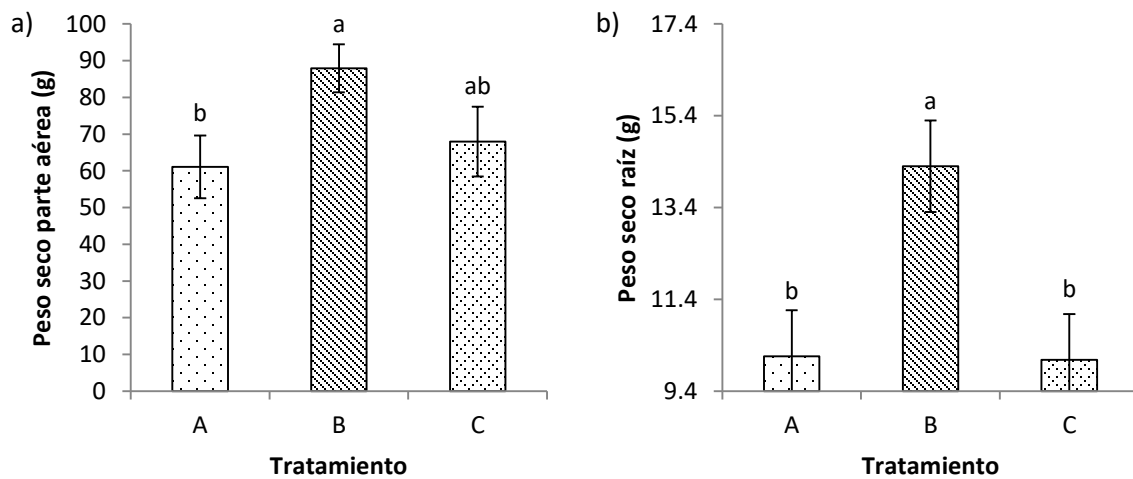 a)
Peso seco parte aérea (g)
100
90
80
70
60
50
40
30
20
10
0
b
a
ab
A
B
C
Tratamiento
b)
Peso seco raíz (g)
17.4
15.4
13.4
11.4
9.4
b
a
b
A
B
C
Tratamiento